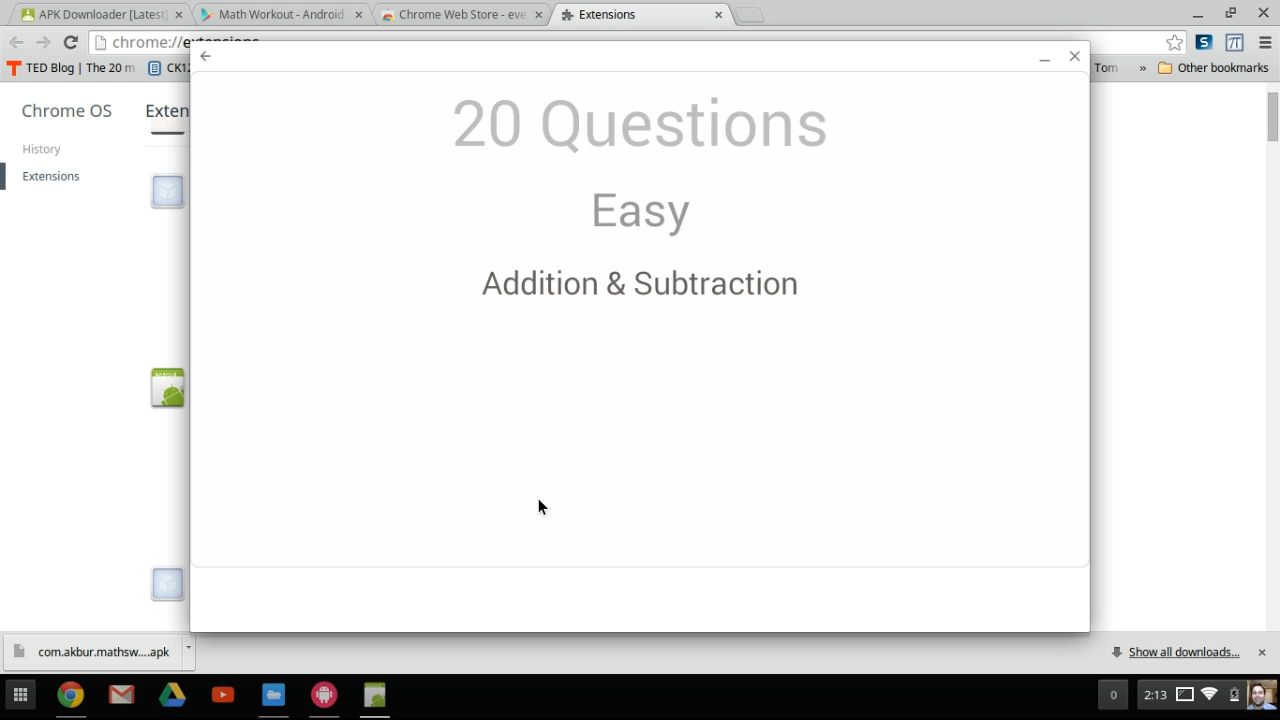 APK Downloader [Latest]
Math Workout - Android
Chrome Web Store - eve
Extensions
chrome://extensions
TED Blog | The 20 m
CK12
Tom
»
Other bookmarks
Chrome OS
Exten
History
Extensions
20 Questions
Easy
Addition & Subtraction
com.akbur.mathsw....apk
Show all downloads...
0
2:13